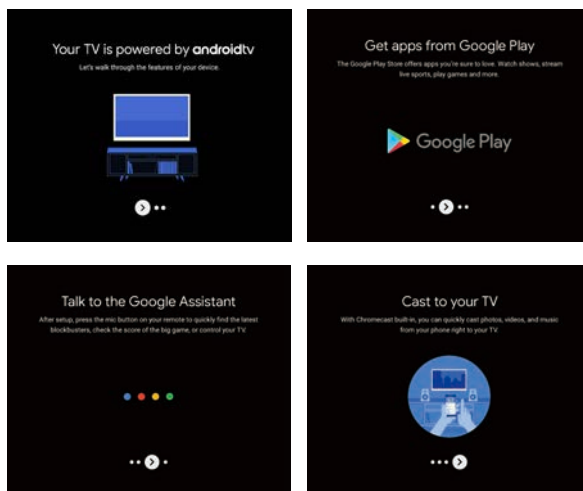 Your TV is powered by androidtv
Let's walk through the features of your device.
Get apps from Google Play
The Google Play Store offers apps you're sure to love. Watch shows, stream
live sports, play games and more.
Google Play
Talk to the Google Assistant
After setup, press the mic button on your remote to quickly find the latest
blockbusters, check the score of the big game, or control your TV.
Cast to your TV
With Chromecast built-in, you can quickly cast photos, videos, and music
from your phone right to your TV.